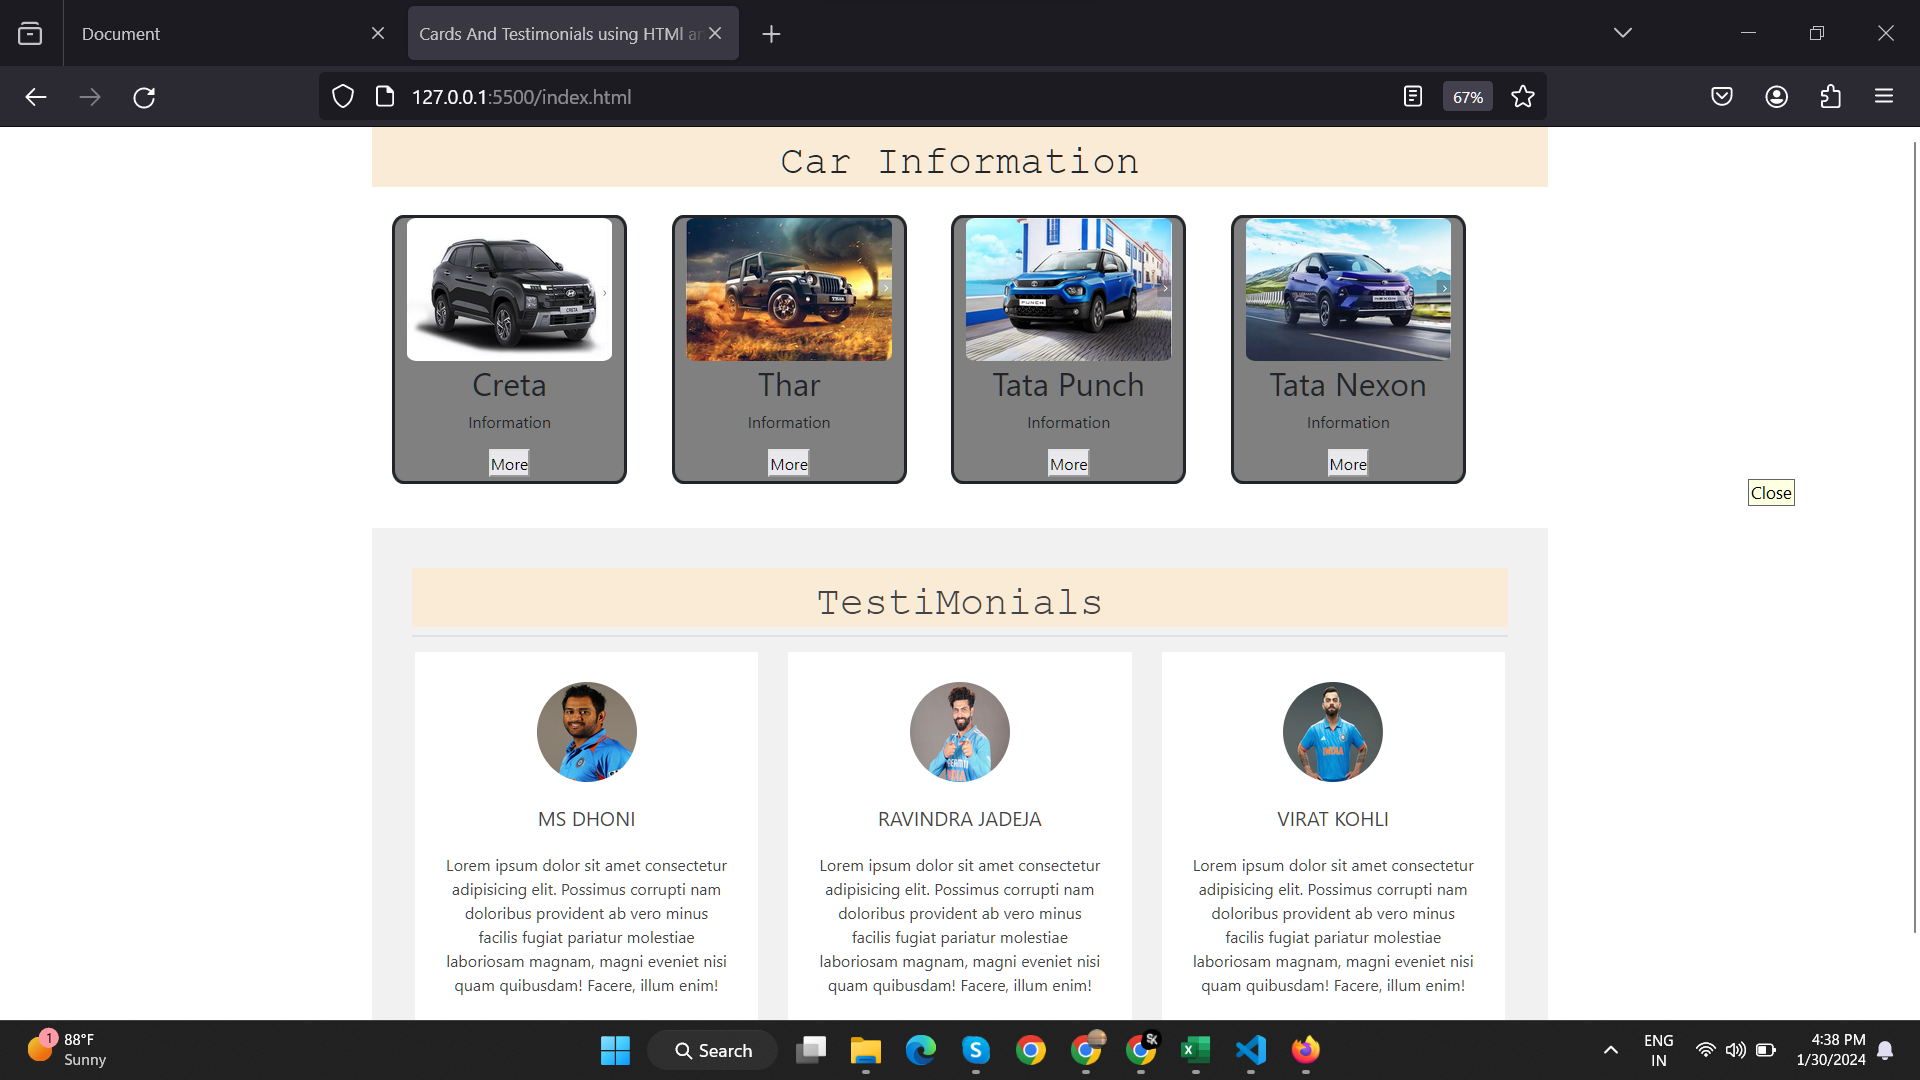 Document
Cards And Testimonials using HTMl an
127.0.0.1:5500/index.html
67%
Car Information
CRETA
THAR
PUNCH
NEXON
Creta
Thar
Tata Punch
Tata Nexon
Information
Information
Information
Information
More
More
More
More
Close
TestiMonials
INDIA
MS DHONI
RAVINDRA JADEJA
VIRAT KOHLI
Lorem ipsum dolor sit amet consectetur
adipisicing elit. Possimus corrupti nam
doloribus provident ab vero minus
facilis fugiat pariatur molestiae
laboriosam magnam, magni eveniet nisi
quam quibusdam! Facere, illum enim!
Lorem ipsum dolor sit amet consectetur
adipisicing elit. Possimus corrupti nam
doloribus provident ab vero minus
facilis fugiat pariatur molestiae
laboriosam magnam, magni eveniet nisi
quam quibusdam! Facere, illum enim!
Lorem ipsum dolor sit amet consectetur
adipisicing elit. Possimus corrupti nam
doloribus provident ab vero minus
facilis fugiat pariatur molestiae
laboriosam magnam, magni eveniet nisi
quam quibusdam! Facere, illum enim!
1
88°F
Sunny
Search
ENG
IN
4:38 PM
1/30/2024